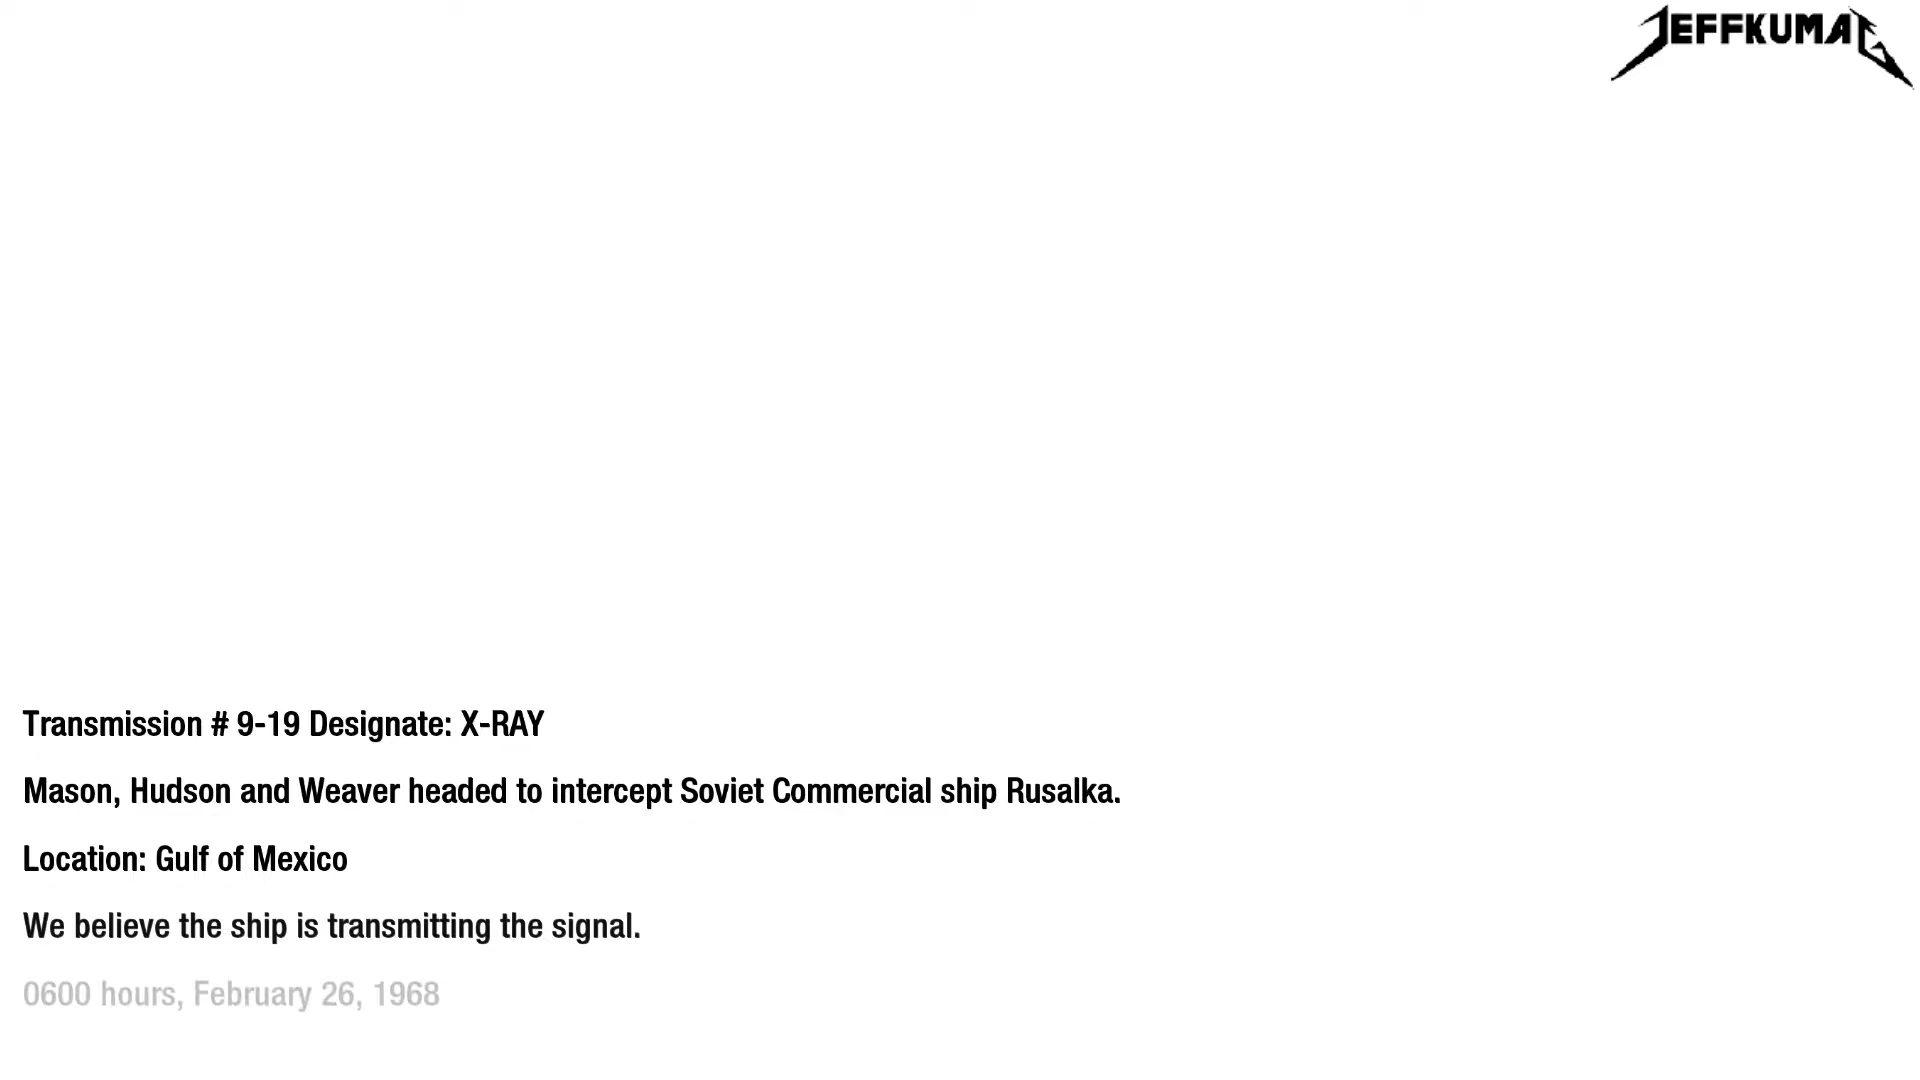 JEFFKUMAG
Transmission # 9-19 Designate: X-RAY
Mason, Hudson and Weaver headed to intercept Soviet Commercial ship Rusalka.
Location: Gulf of Mexico
We believe the ship is transmitting the signal.
0600 hours, February 26, 1968